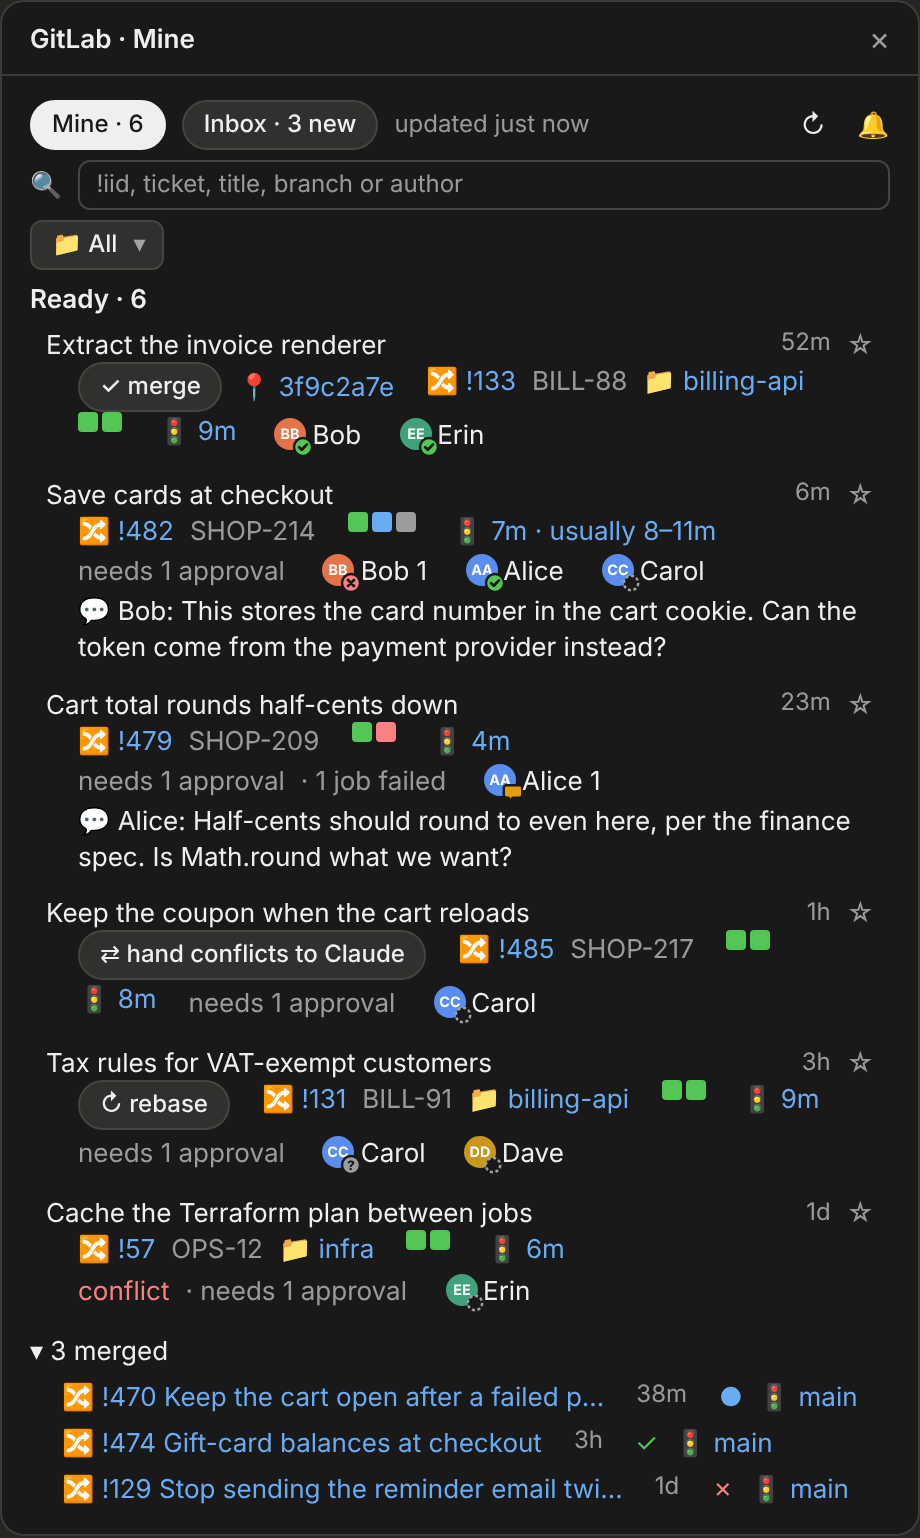 GitLab · Mine ×
Mine · 6 Inbox · 3 new updated just now
!iid, ticket, title, branch or author
All ▾
Ready · 6
Extract the invoice renderer 52m ☆
✓ merge 3f9c2a7e !133 BILL-88 billing-api
9m BB Bob EE Erin
Save cards at checkout 6m ☆
!482 SHOP-214 7m · usually 8–11m
needs 1 approval BB Bob 1 AA Alice CC Carol
Bob: This stores the card number in the cart cookie. Can the
token come from the payment provider instead?
Cart total rounds half-cents down 23m ☆
!479 SHOP-209 4m
needs 1 approval · 1 job failed AA Alice 1
Alice: Half-cents should round to even here, per the finance
spec. Is Math.round what we want?
Keep the coupon when the cart reloads 1h ☆
⇄ hand conflicts to Claude !485 SHOP-217
8m needs 1 approval CC Carol
Tax rules for VAT-exempt customers 3h ☆
↻ rebase !131 BILL-91 billing-api 9m
needs 1 approval CC Carol ? DD Dave
Cache the Terraform plan between jobs 1d ☆
!57 OPS-12 infra 6m
conflict · needs 1 approval EE Erin
▾ 3 merged
!470 Keep the cart open after a failed p... 38m main
!474 Gift-card balances at checkout 3h ✓ main
!129 Stop sending the reminder email twi... 1d × main